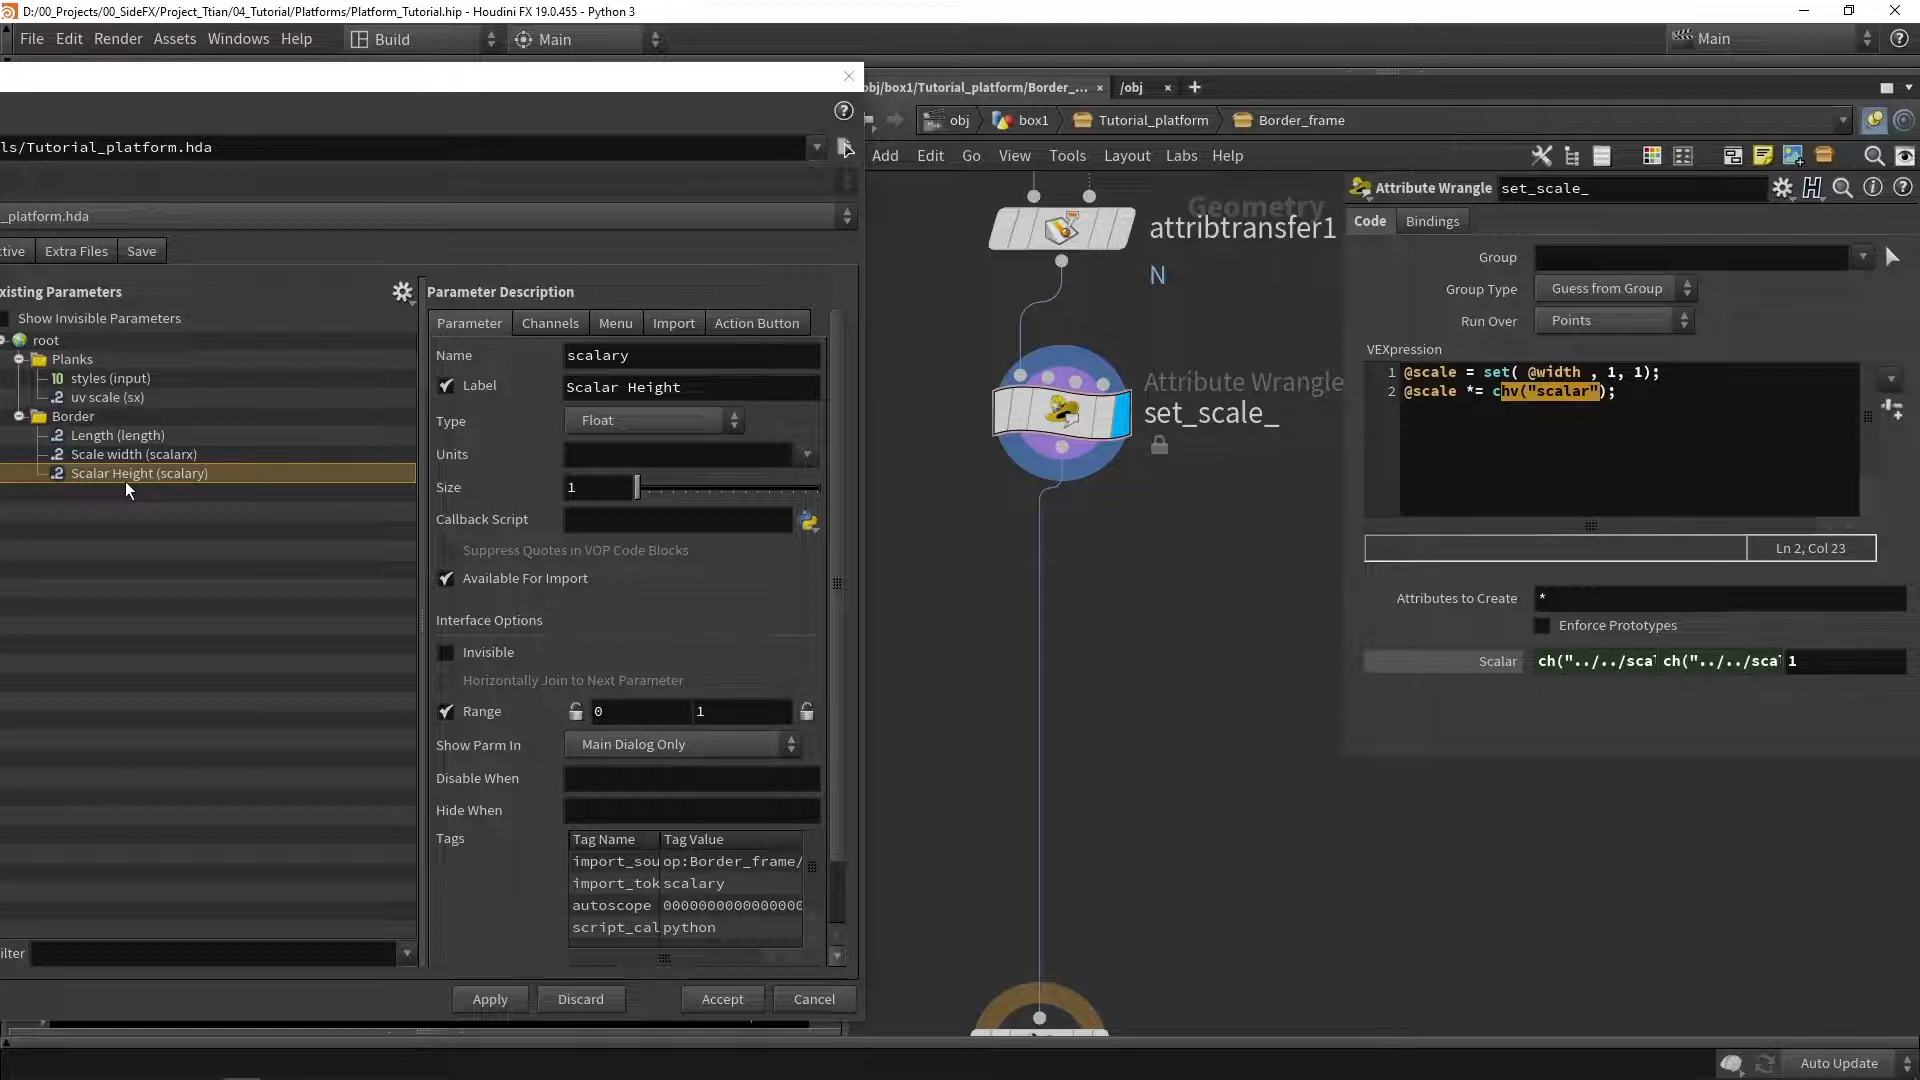 D:/00_Projects/00_SideFX/Project_Ttian/04_Tutorial/Platforms/Platform_Tutorial.hip - Houdini FX 19.0.455 - Python 3
File Edit Render Assets Windows Help Build Main Main
ls/Tutorial_platform.hda
_platform.hda
ctive Extra Files Save
xisting Parameters
Show Invisible Parameters
root
Planks
styles (input)
uv scale (sx)
Border
Length (length)
Scale width (scalarx)
Scalar Height (scalary)
ilter
Parameter Description
Parameter Channels Menu Import Action Button
Name scalary
Label Scalar Height
Type Float
Units
Size 1
Callback Script
Suppress Quotes in VOP Code Blocks
Available For Import
Interface Options
Invisible
Horizontally Join to Next Parameter
Range 0 1
Show Parm In Main Dialog Only
Disable When
Hide When
Tags
Tag Name Tag Value
import_sou op:Border_frame/
import_tok scalary
autoscope 0000000000000000
script_cal python
Apply Discard Accept Cancel
obj/box1/Tutorial_platform/Border_... × /obj × +
obj box1 Tutorial_platform Border_frame
Add Edit Go View Tools Layout Labs Help
Geometry
attribtransfer1
N
Attribute Wrangle
set_scale_
Attribute Wrangle set_scale_
Code Bindings
Group
Group Type Guess from Group
Run Over Points
VEXpression
1 @scale = set( @width , 1, 1);
2 @scale *= chv("scalar");
Ln 2, Col 23
Attributes to Create *
Enforce Prototypes
Scalar ch("../../scal ch("../../scal 1
Auto Update